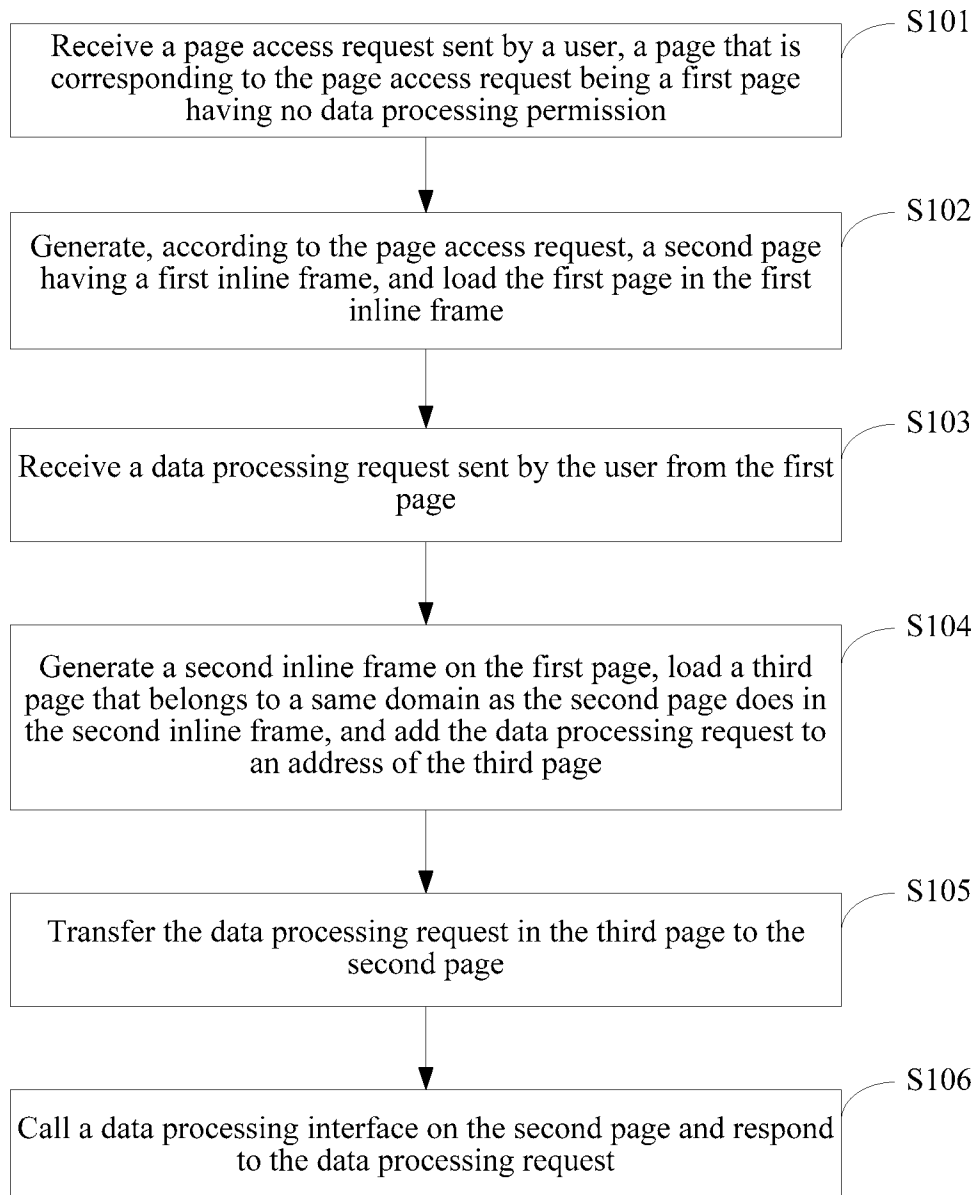 S101
Receive a page access request sent by a user, a page that is
corresponding to the page access request being a first page
having no data processing permission
S102
Generate, according to the page access request, a second page
having a first inline frame, and load the first page in the first
inline frame
S103
Receive a data processing request sent by the user from the first
page
S104
Generate a second inline frame on the first page, load a third
page that belongs to a same domain as the second page does in
the second inline frame, and add the data processing request to
an address of the third page
S105
Transfer the data processing request in the third page to the
second page
S106
Call a data processing interface on the second page and respond
to the data processing request